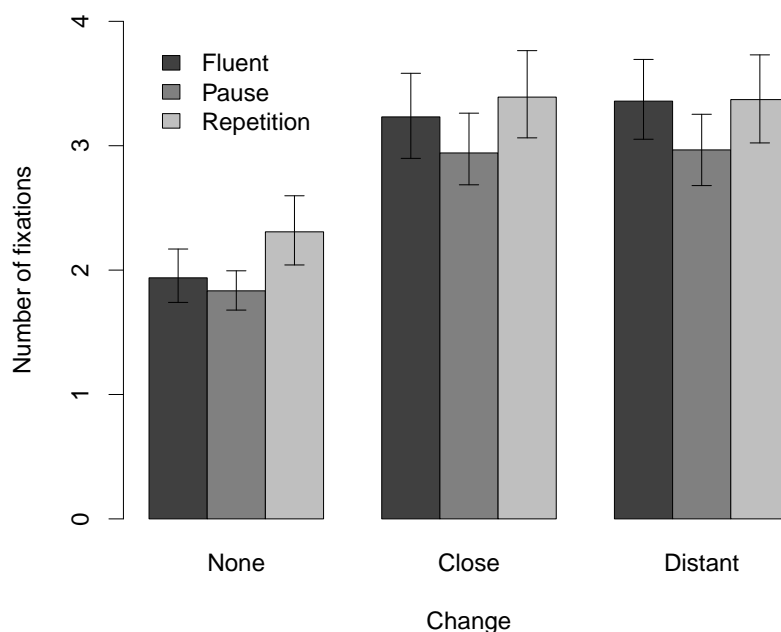 4
3
2
1
0
Number of fixations
Fluent
Pause
Repetition
None Close Distant
Change